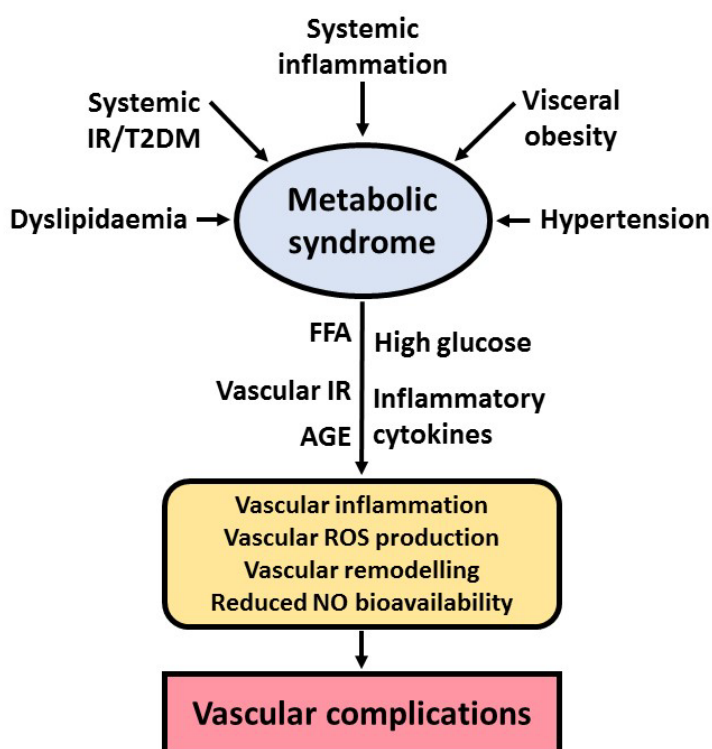 Systemic
inflammation
Systemic
IR/T2DM
Visceral
obesity
Dyslipidaemia
Metabolic
syndrome
Hypertension
FFA
High glucose
Vascular IR
Inflammatory
cytokines
AGE
Vascular inflammation
Vascular ROS production
Vascular remodelling
Reduced NO bioavailability
Vascular complications